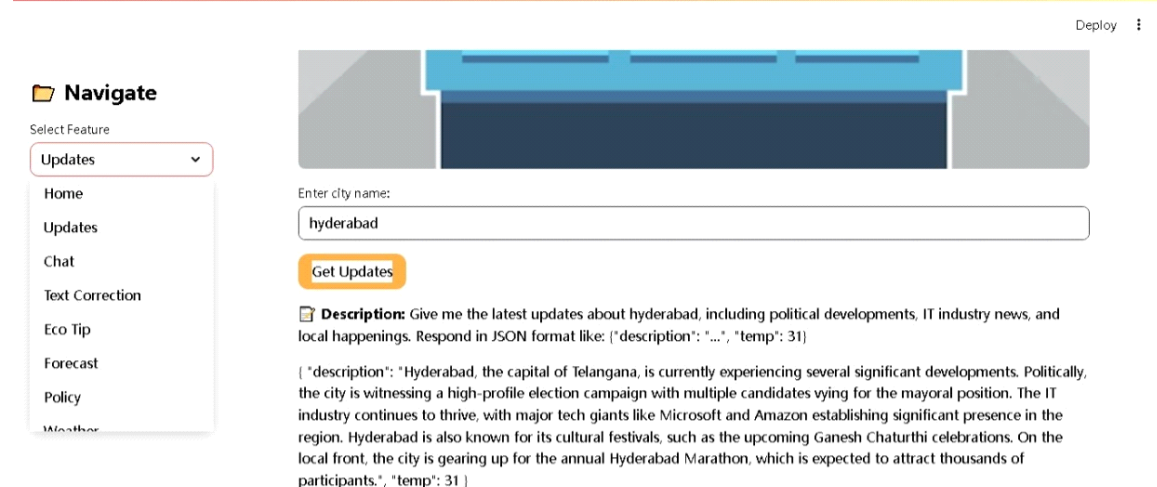 Deploy
Navigate
Select Feature
Updates
Home
Updates
Chat
Text Correction
Eco Tip
Forecast
Policy
Weather
Enter city name:
hyderabad
Get Updates
Description: Give me the latest updates about hyderabad, including political developments, IT industry news, and
local happenings. Respond in JSON format like: {"description": "...", "temp": 31}
{ "description": "Hyderabad, the capital of Telangana, is currently experiencing several significant developments. Politically,
the city is witnessing a high-profile election campaign with multiple candidates vying for the mayoral position. The IT
industry continues to thrive, with major tech giants like Microsoft and Amazon establishing significant presence in the
region. Hyderabad is also known for its cultural festivals, such as the upcoming Ganesh Chaturthi celebrations. On the
local front, the city is gearing up for the annual Hyderabad Marathon, which is expected to attract thousands of
participants.", "temp": 31 }